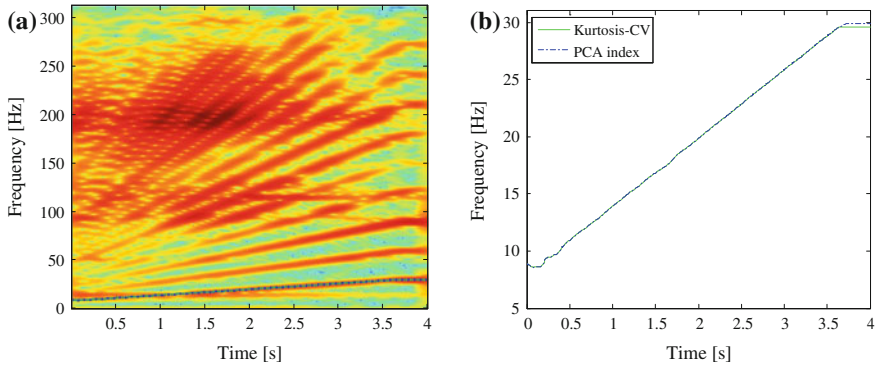 (a)
Frequency [Hz]
300
250
200
150
100
50
0
0.5 1 1.5 2 2.5 3 3.5 4
Time [s]
(b)
Frequency [Hz]
30
25
20
15
10
5
0 0.5 1 1.5 2 2.5 3 3.5 4
Time [s]
Kurtosis-CV
PCA index